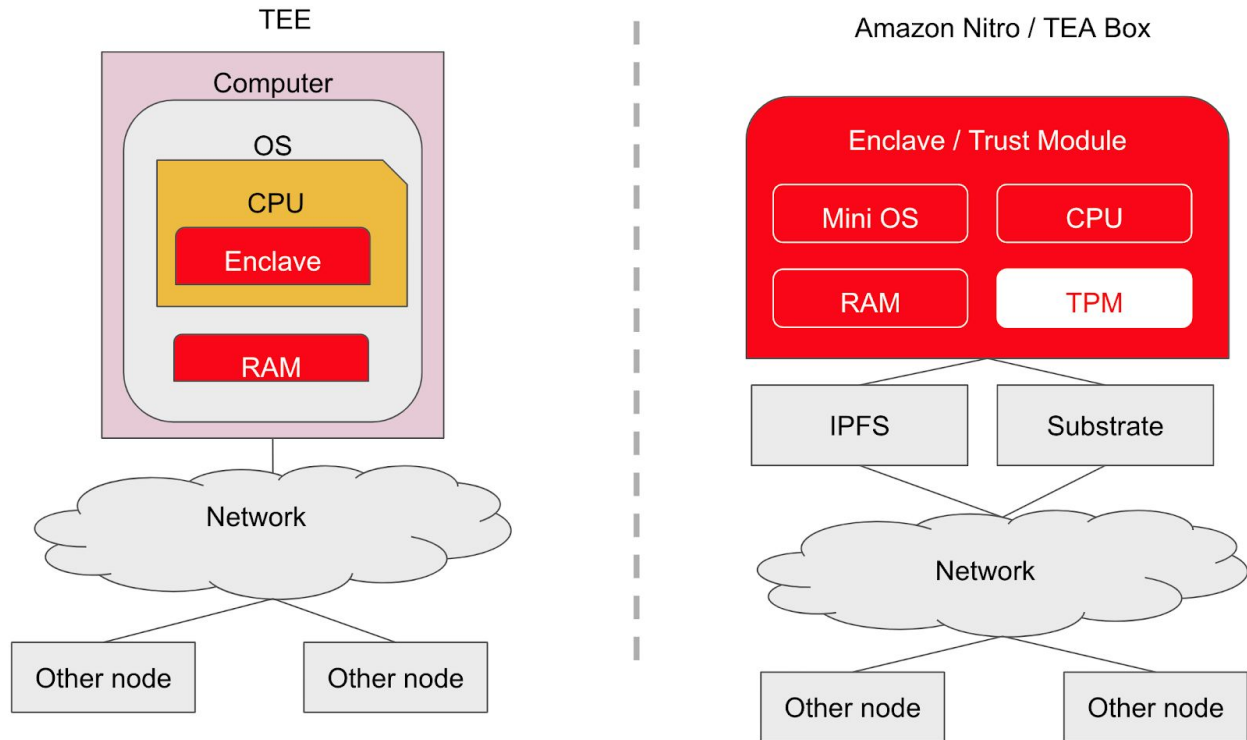 TEE
Computer
OS
CPU
Enclave
RAM
Network
Other node
Other node
Amazon Nitro / TEA Box
Enclave / Trust Module
Mini OS
CPU
RAM
TPM
IPFS
Substrate
Network
Other node
Other node